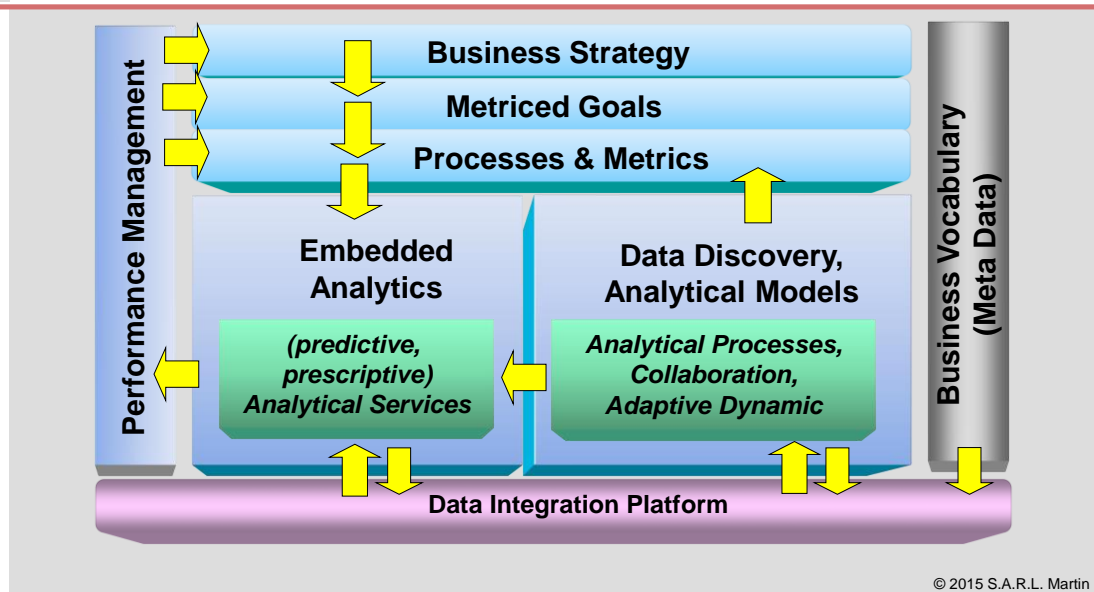 Performance Management
Business Strategy
Metriced Goals
Processes & Metrics
Embedded
Analytics
(predictive,
prescriptive)
Analytical Services
Data Discovery,
Analytical Models
Analytical Processes,
Collaboration,
Adaptive Dynamic
Business Vocabulary
(Meta Data)
Data Integration Platform
© 2015 S.A.R.L. Martin